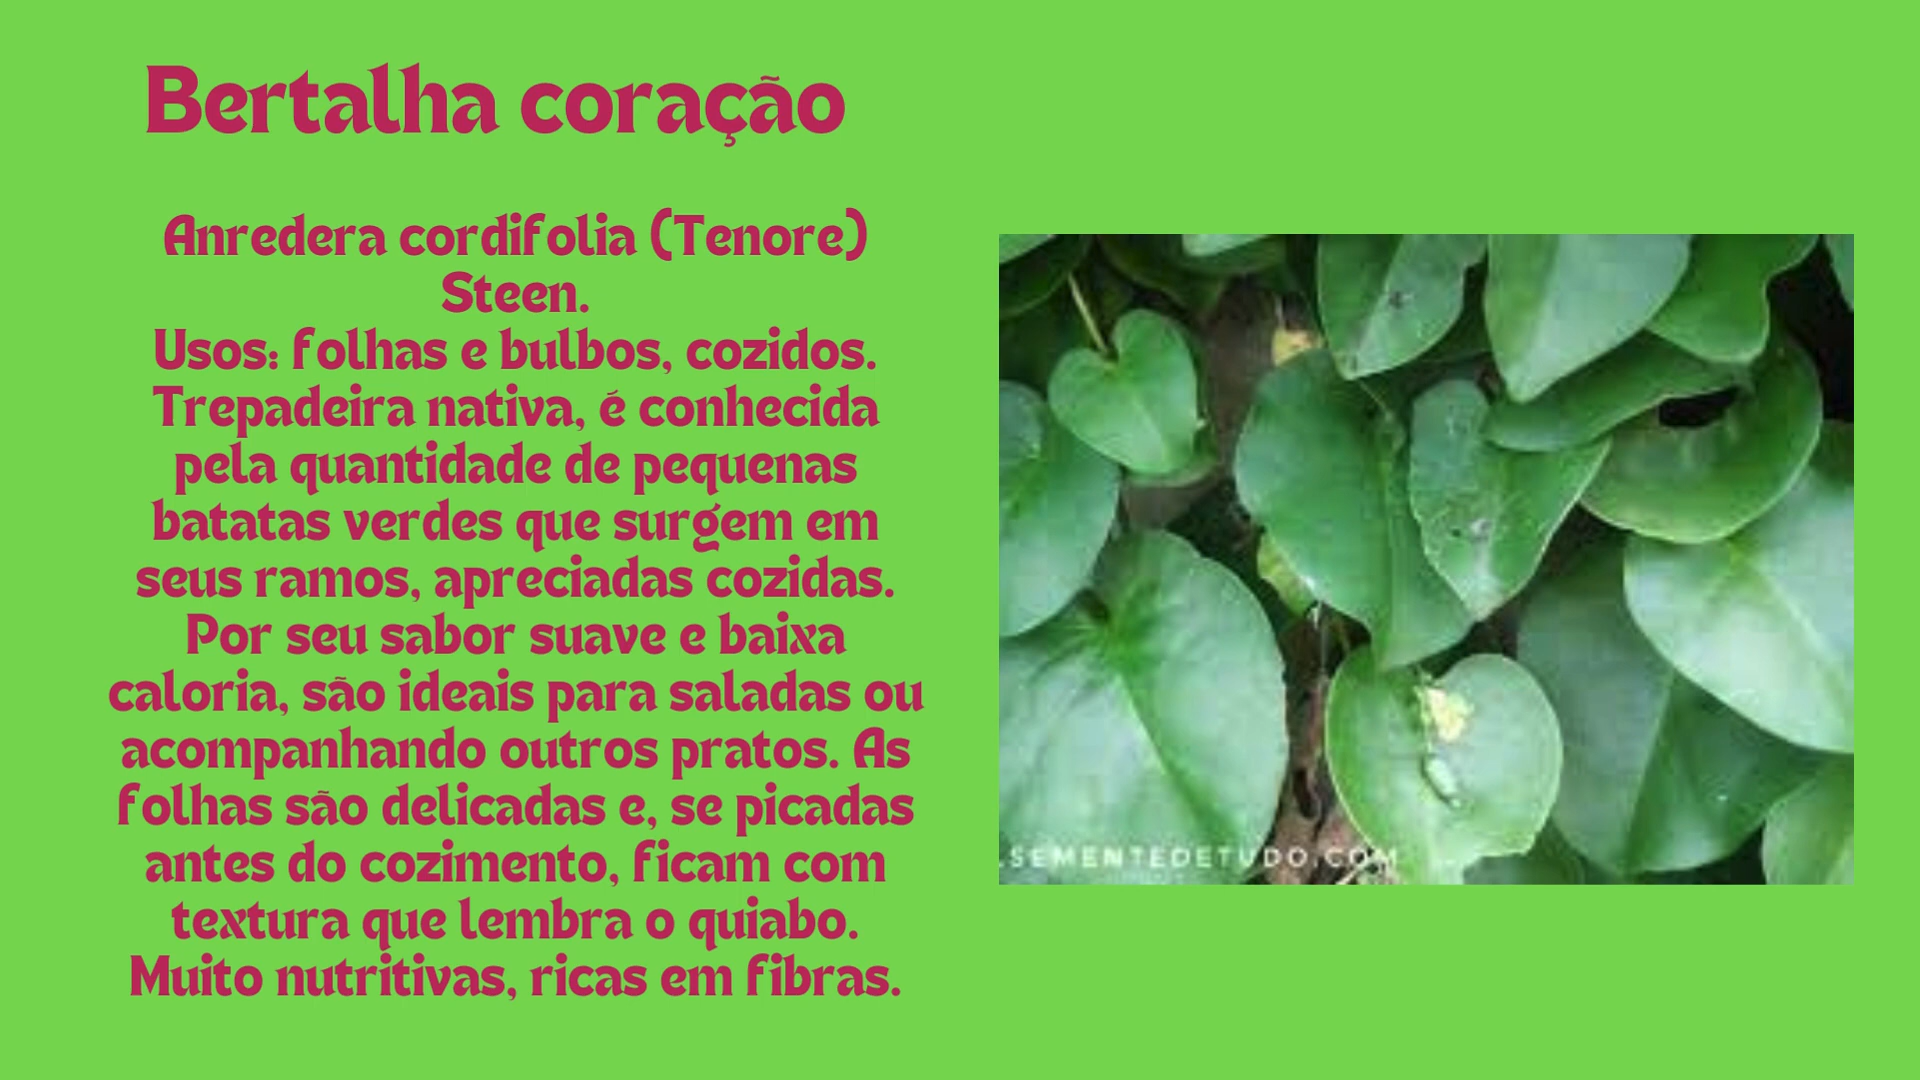 Bertalha coração
Anredera cordifolia (Tenore)
Steen.
Usos: folhas e bulbos, cozidos.
Trepadeira nativa, é conhecida
pela quantidade de pequenas
batatas verdes que surgem em
seus ramos, apreciadas cozidas.
Por seu sabor suave e baixa
caloria, são ideais para saladas ou
acompanhando outros pratos. As
folhas são delicadas e, se picadas
antes do cozimento, ficam com
textura que lembra o quiabo.
Muito nutritivas, ricas em fibras.
.SEMENTEDETUDO.COM